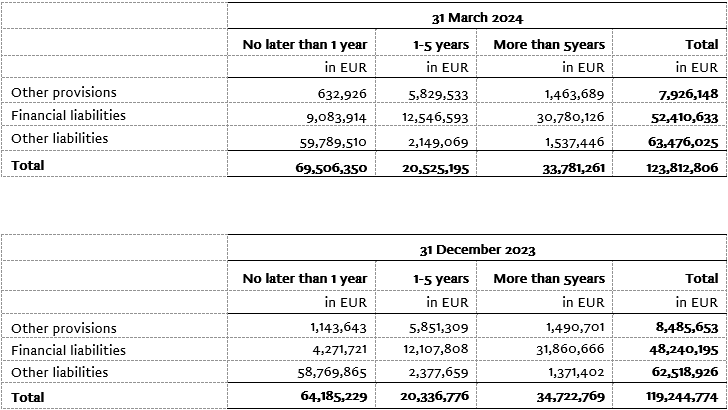 31 March 2024
No later than 1 year 1-5 years More than 5years Total
in EUR in EUR in EUR in EUR
Other provisions 632,926 5,829,533 1,463,689 7,926,148
Financial liabilities 9,083,914 12,546,593 30,780,126 52,410,633
Other liabilities 59,789,510 2,149,069 1,537,446 63,476,025
Total 69,506,350 20,525,195 33,781,261 123,812,806
31 December 2023
No later than 1 year 1-5 years More than 5years Total
in EUR in EUR in EUR in EUR
Other provisions 1,143,643 5,851,309 1,490,701 8,485,653
Financial liabilities 4,271,721 12,107,808 31,860,666 48,240,195
Other liabilities 58,769,865 2,377,659 1,371,402 62,518,926
Total 64,185,229 20,336,776 34,722,769 119,244,774